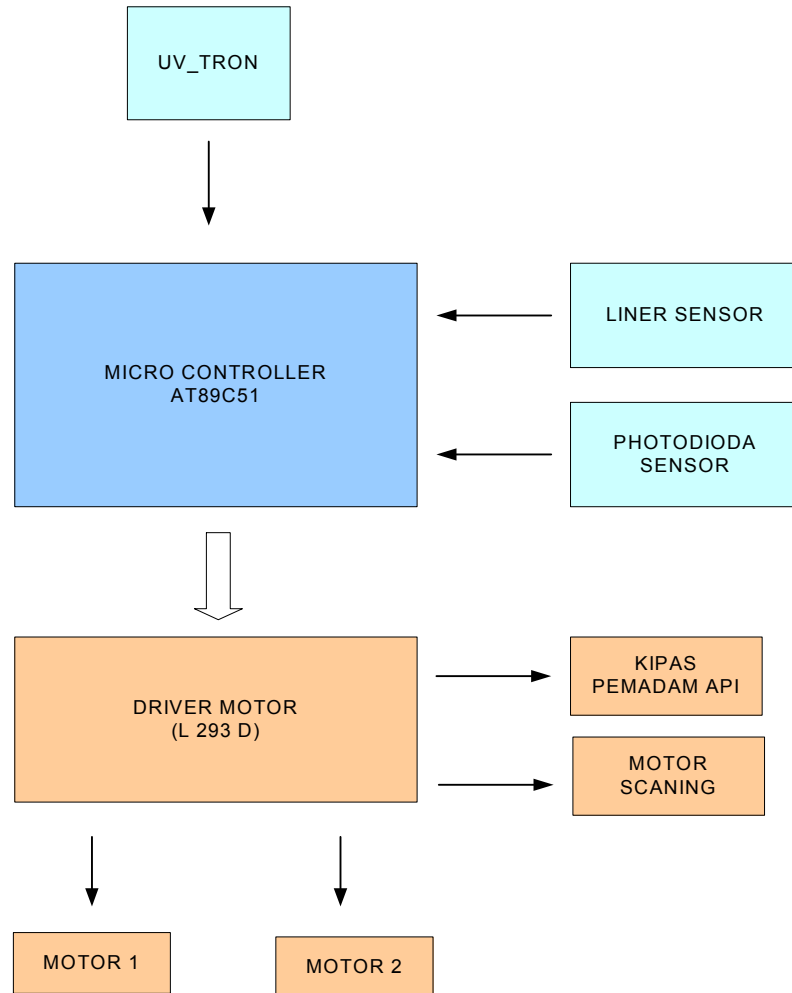 UV_TRON
MICRO CONTROLLER
AT89C51
LINER SENSOR
PHOTODIODA
SENSOR
DRIVER MOTOR
(L 293 D)
KIPAS
PEMADAM API
MOTOR
SCANING
MOTOR 1
MOTOR 2